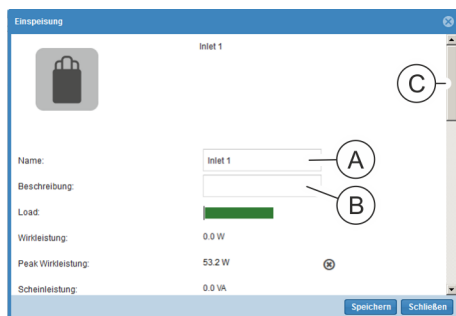 Einspeisung
Inlet 1
C
Name: Inlet 1 A
Beschreibung: B
Load:
Wirkleistung: 0.0 W
Peak Wirkleistung: 53.2 W
Scheinleistung: 0.0 VA
Speichern Schließen